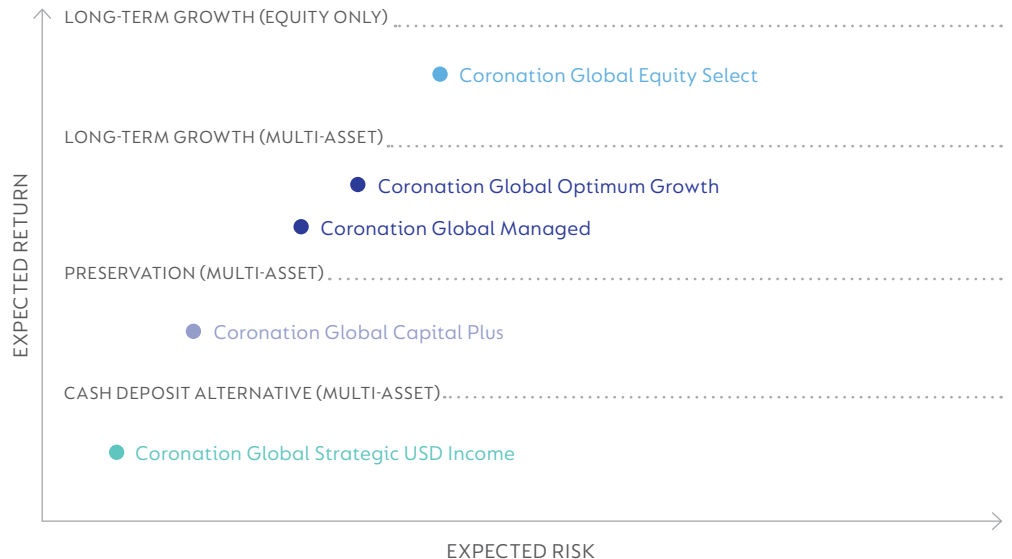 LONG-TERM GROWTH (EQUITY ONLY)
Coronation Global Equity Select
LONG-TERM GROWTH (MULTI-ASSET)
Coronation Global Optimum Growth
Coronation Global Managed
PRESERVATION (MULTI-ASSET)
Coronation Global Capital Plus
CASH DEPOSIT ALTERNATIVE (MULTI-ASSET)
Coronation Global Strategic USD Income
EXPECTED RETURN
EXPECTED RISK